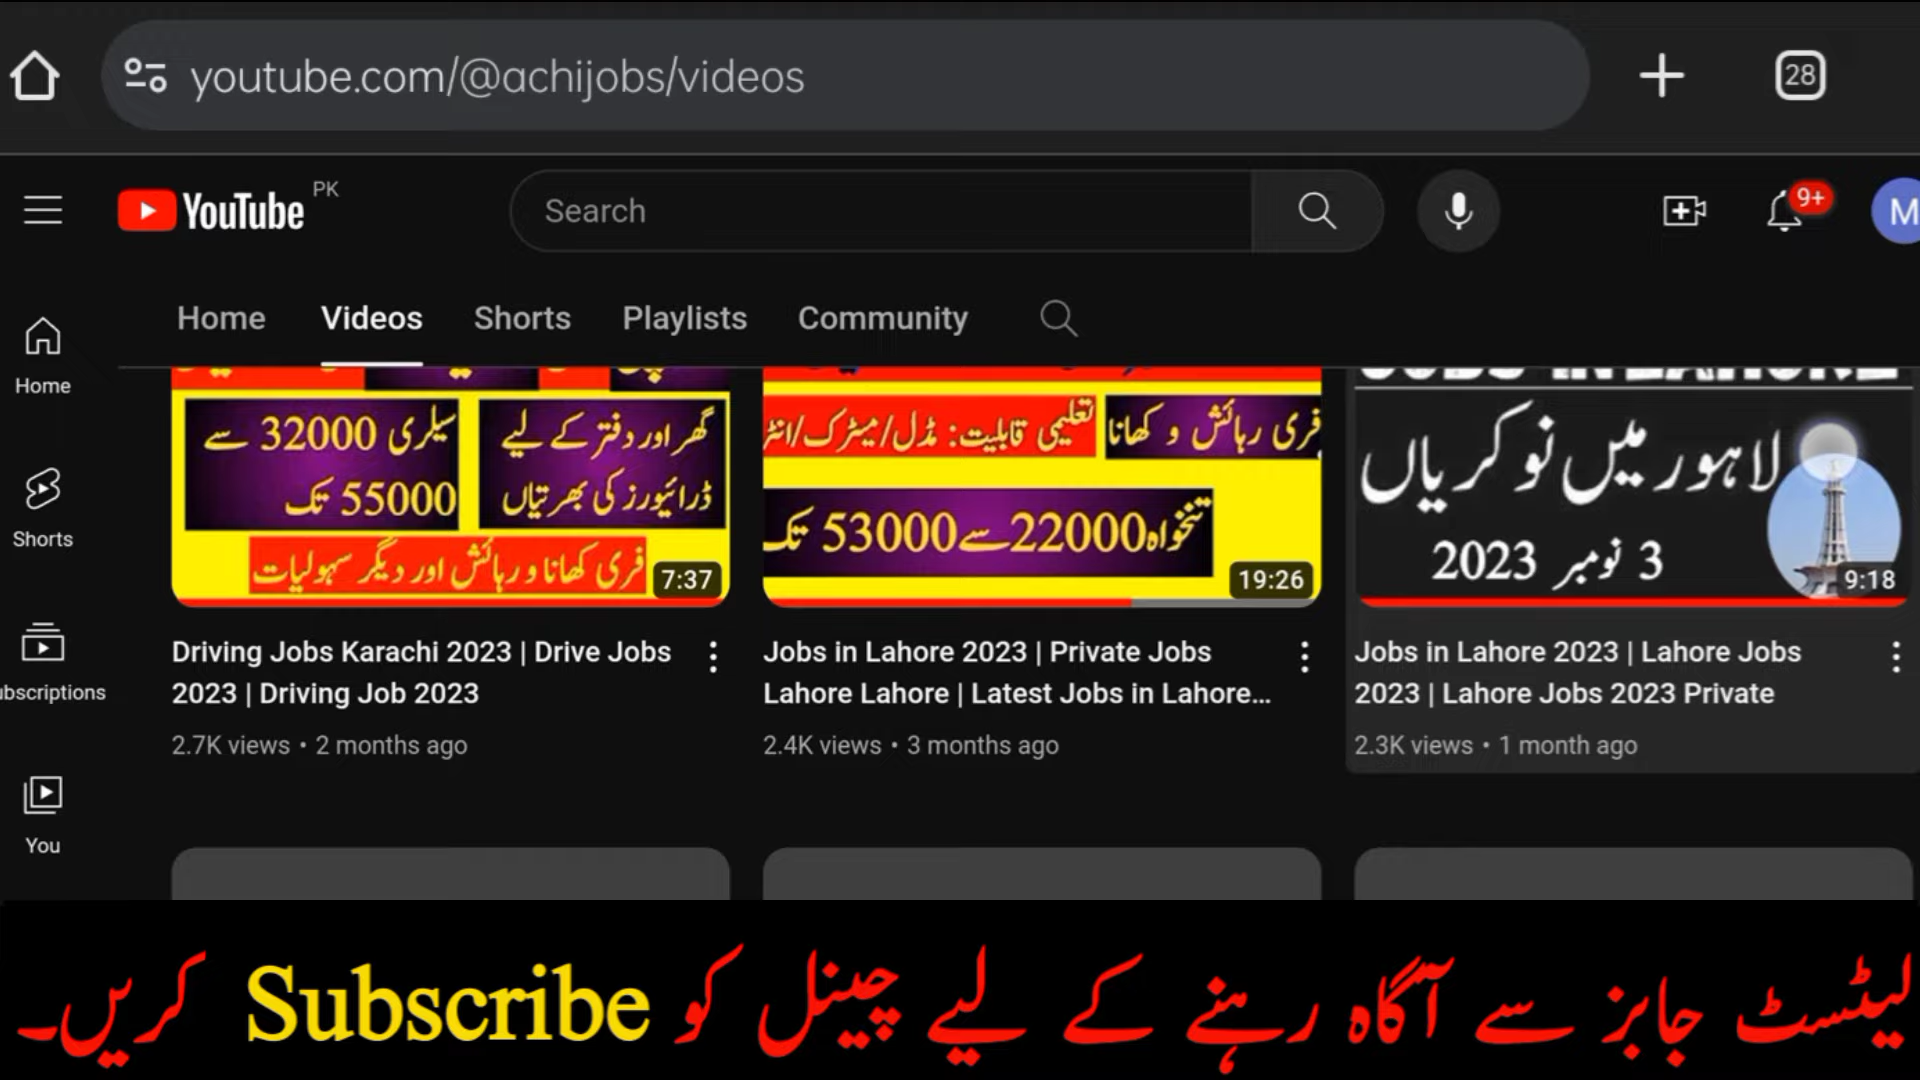 youtube.com/@achijobs/videos
28
YouTube PK
Search
9+
M
Home
Videos
Shorts
Playlists
Community
Home
Shorts
ubscriptions
You
سیلری 32000 سے
55000 تک
گھر اور دفتر کے لیے
ڈرائیورز کی بھرتیاں
فری کھانا و رہائش اور دیگر سہولیات
7:37
Driving Jobs Karachi 2023 | Drive Jobs
2023 | Driving Job 2023
2.7K views • 2 months ago
فری رہائش و کھانا
تعلیمی قابلیت: مڈل/میٹرک/انٹر
تنخواہ 22000 سے 53000 تک
19:26
Jobs in Lahore 2023 | Private Jobs
Lahore Lahore | Latest Jobs in Lahore...
2.4K views • 3 months ago
JOBS IN LAHORE
لاہور میں نوکریاں
3 نومبر 2023
9:18
Jobs in Lahore 2023 | Lahore Jobs
2023 | Lahore Jobs 2023 Private
2.3K views • 1 month ago
لیٹسٹ جابز سے آگاہ رہنے کے لیے چینل کو Subscribe کریں۔